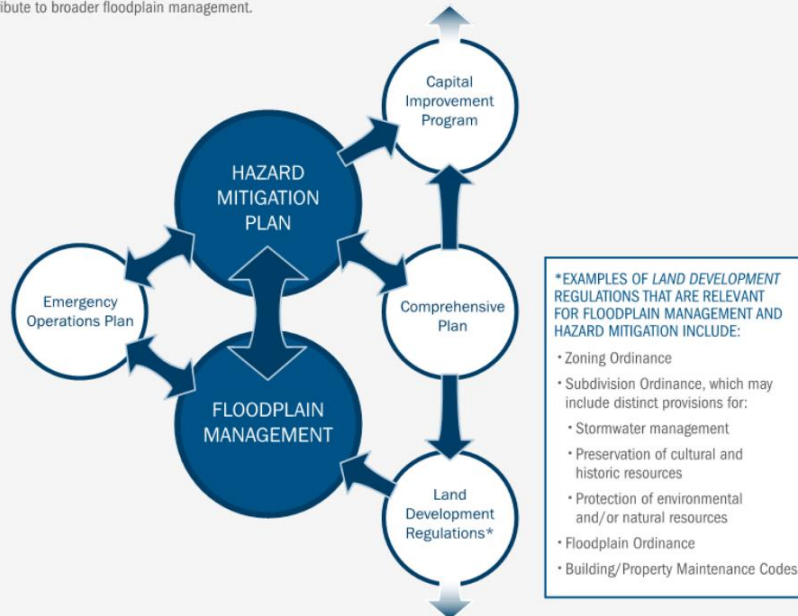 ibute to broader floodplain management.
Capital
Improvement
Program
HAZARD
MITIGATION
PLAN
Emergency
Operations Plan
Comprehensive
Plan
FLOODPLAIN
MANAGEMENT
Land
Development
Regulations*
*EXAMPLES OF LAND DEVELOPMENT
REGULATIONS THAT ARE RELEVANT
FOR FLOODPLAIN MANAGEMENT AND
HAZARD MITIGATION INCLUDE:
• Zoning Ordinance
• Subdivision Ordinance, which may
include distinct provisions for:
• Stormwater management
• Preservation of cultural and
historic resources
• Protection of environmental
and/or natural resources
• Floodplain Ordinance
• Building/Property Maintenance Codes